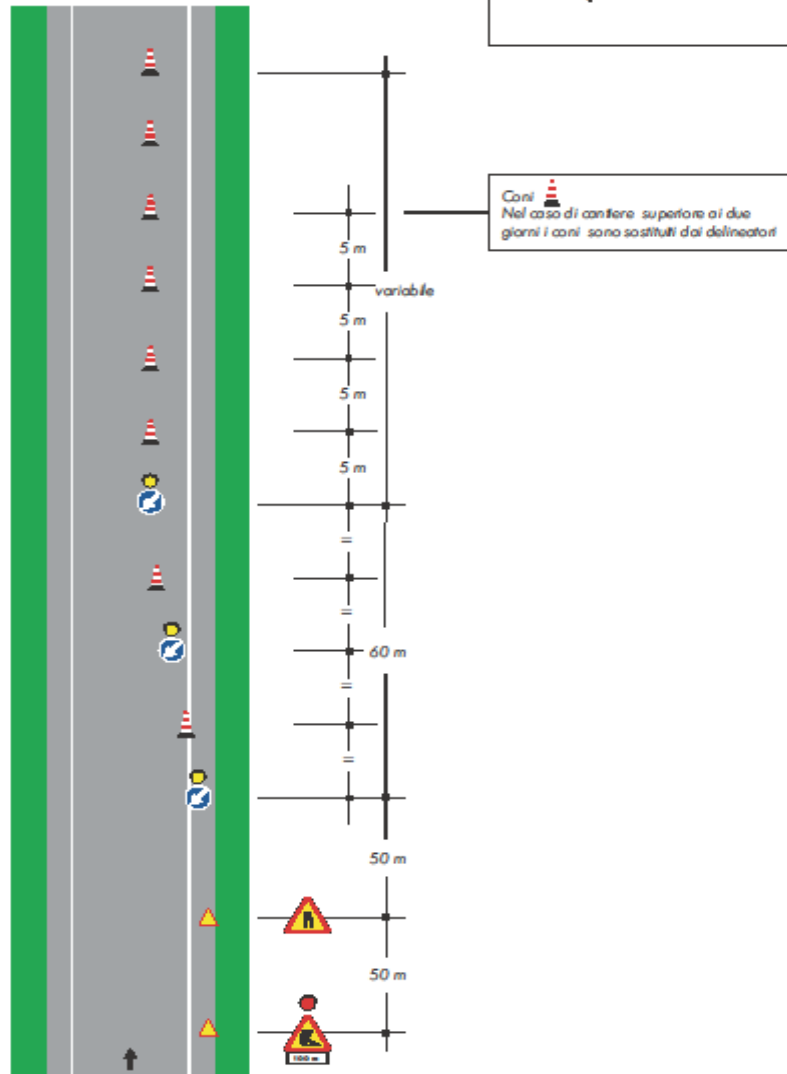 Coni
Nel caso di cantiere superiore ai due
giorni i coni sono sostituiti dai delineatori
5 m
variabile
5 m
5 m
5 m
=
=
60 m
=
=
50 m
50 m
100 m